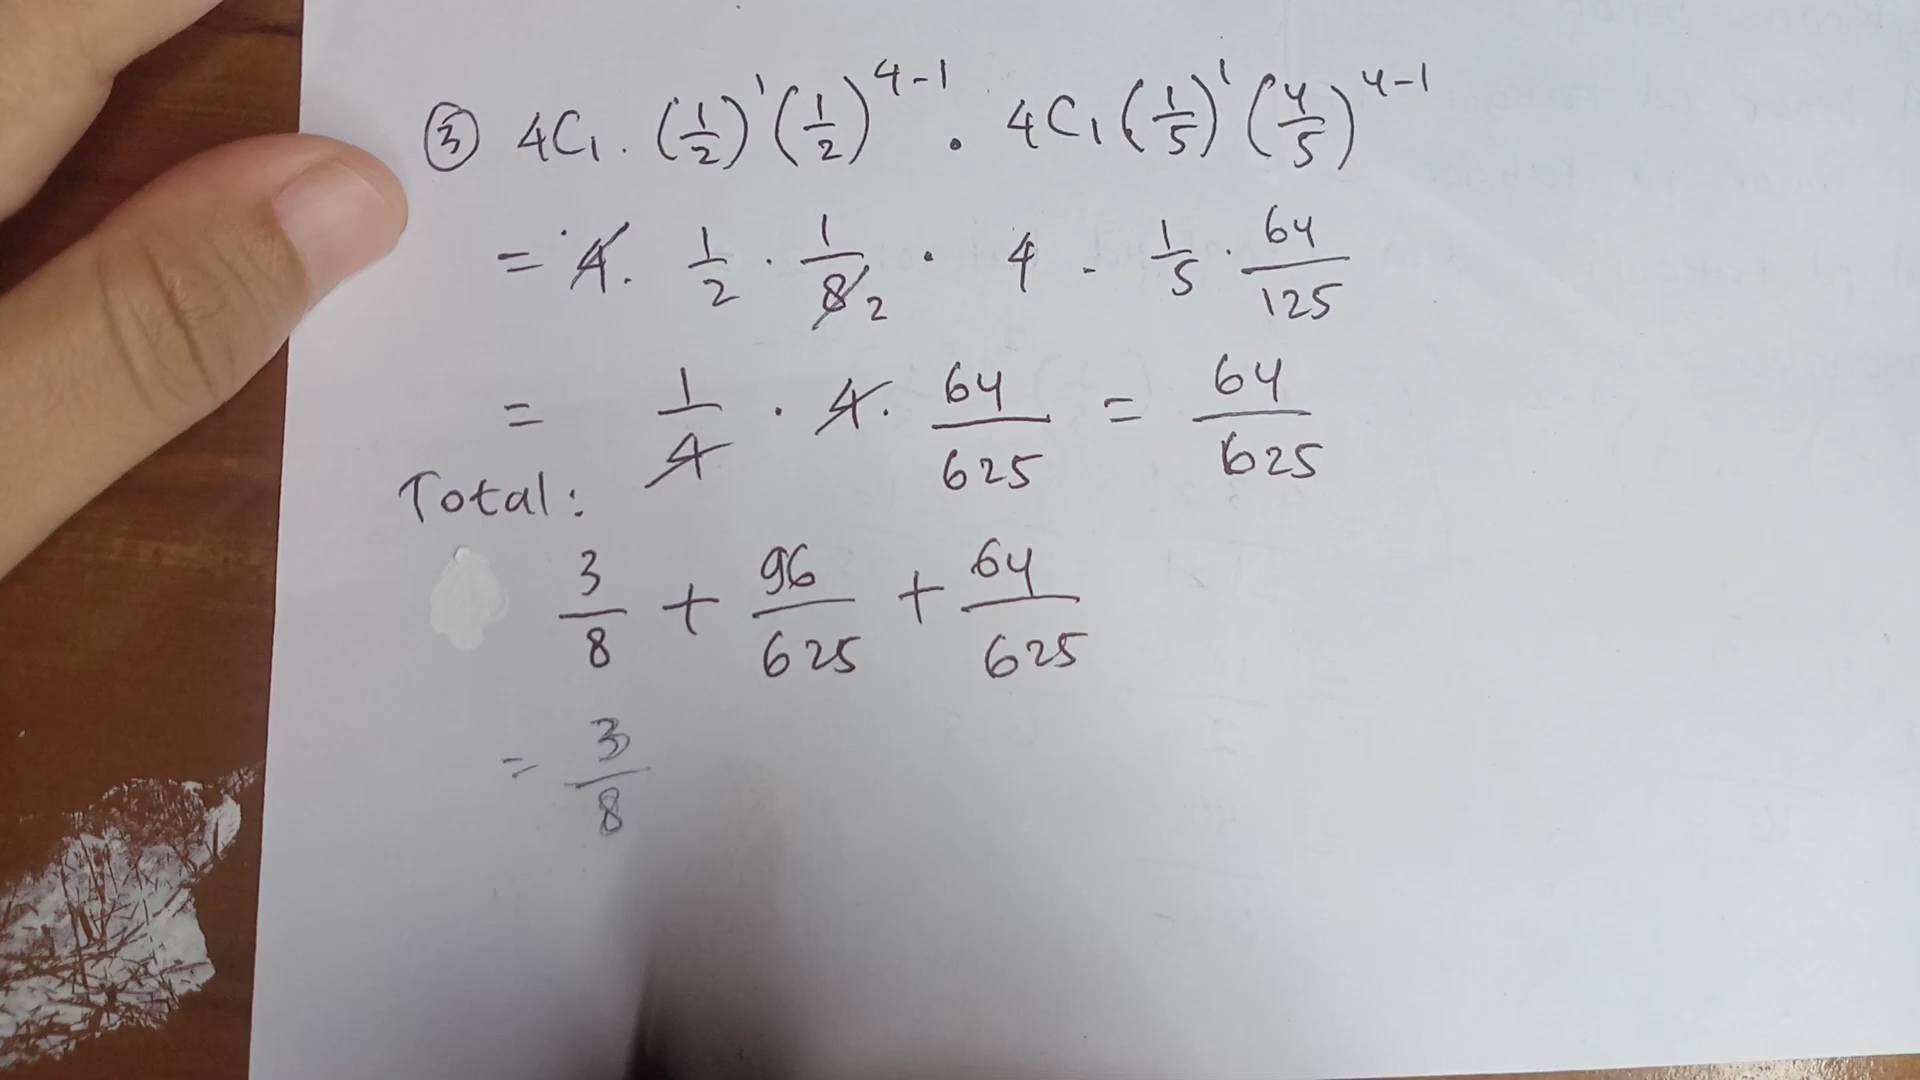 ③ 4C₁ . (1/2)¹ (1/2)⁴⁻¹ . 4C₁ (1/5)¹ (4/5)⁴⁻¹
= 4 . 1/2 . 1/8 2 . 4 . 1/5 . 64/125
= 1/4 . 4 . 64/625 = 64/625
Total:
3/8 + 96/625 + 64/625
= 3/8